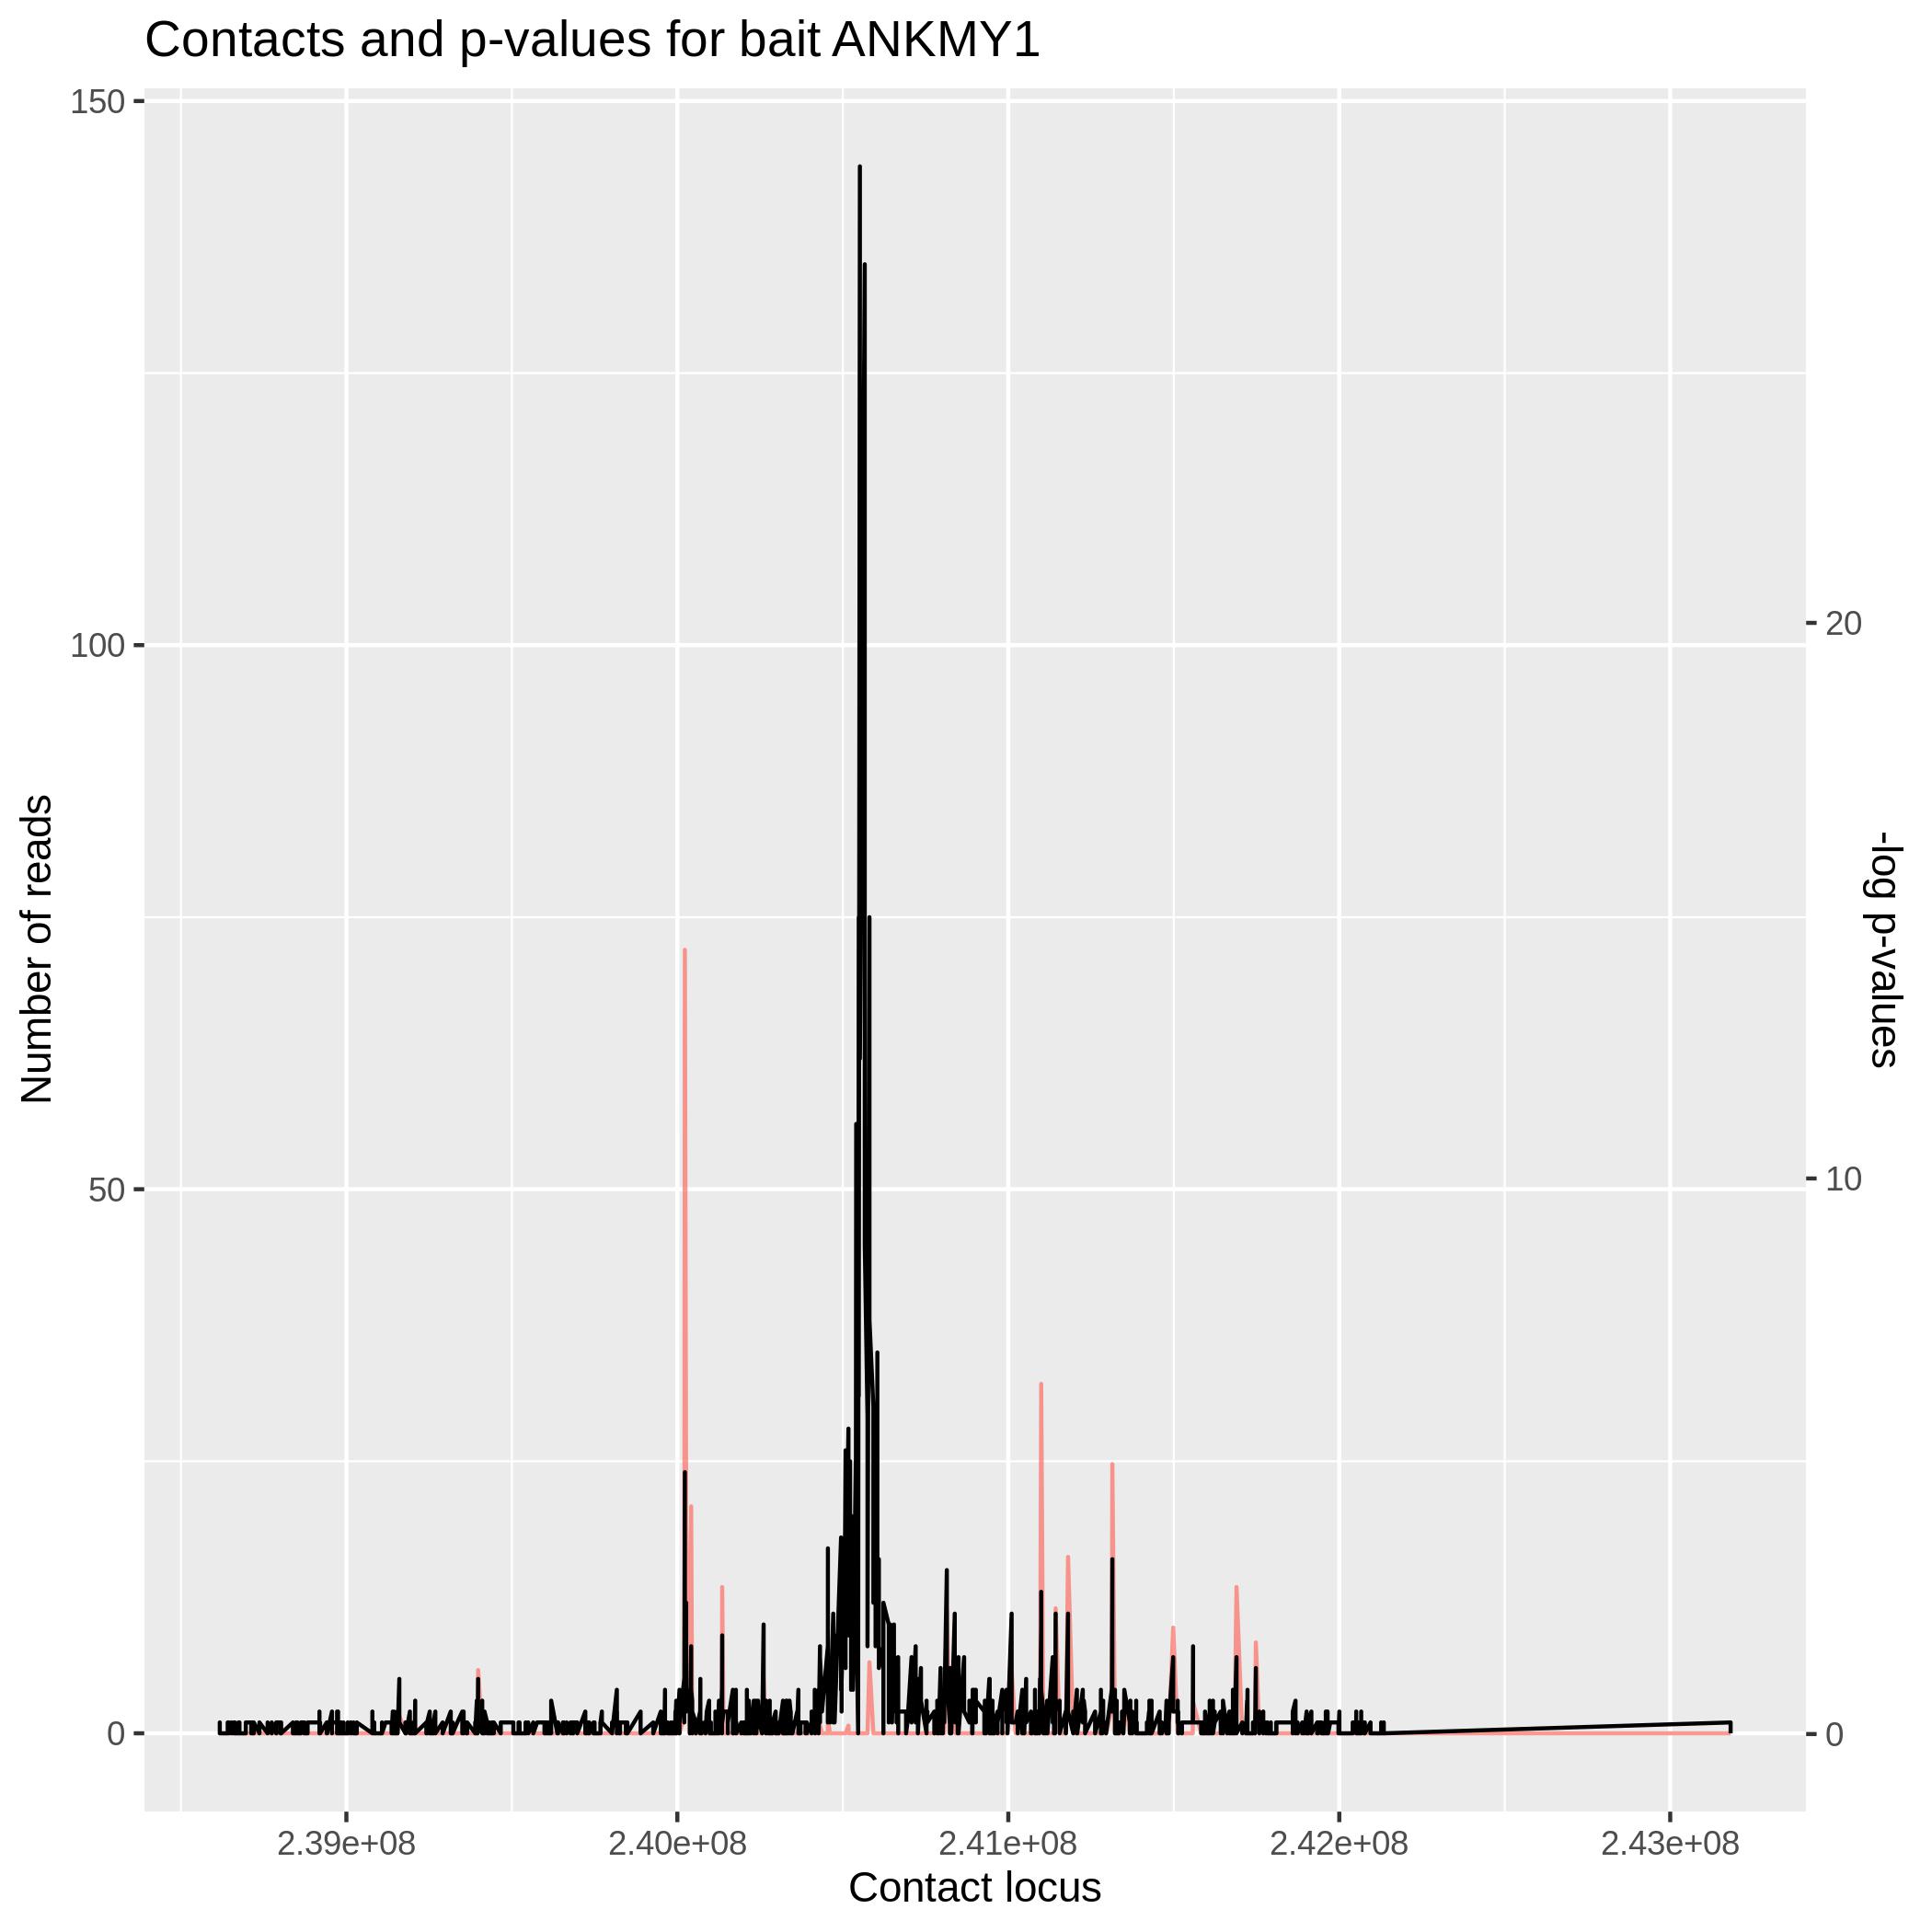 Contacts and p-values for bait ANKMY1
150
100
50
0
Number of reads
20
10
0
-log p-values
2.39e+08
2.40e+08
2.41e+08
2.42e+08
2.43e+08
Contact locus